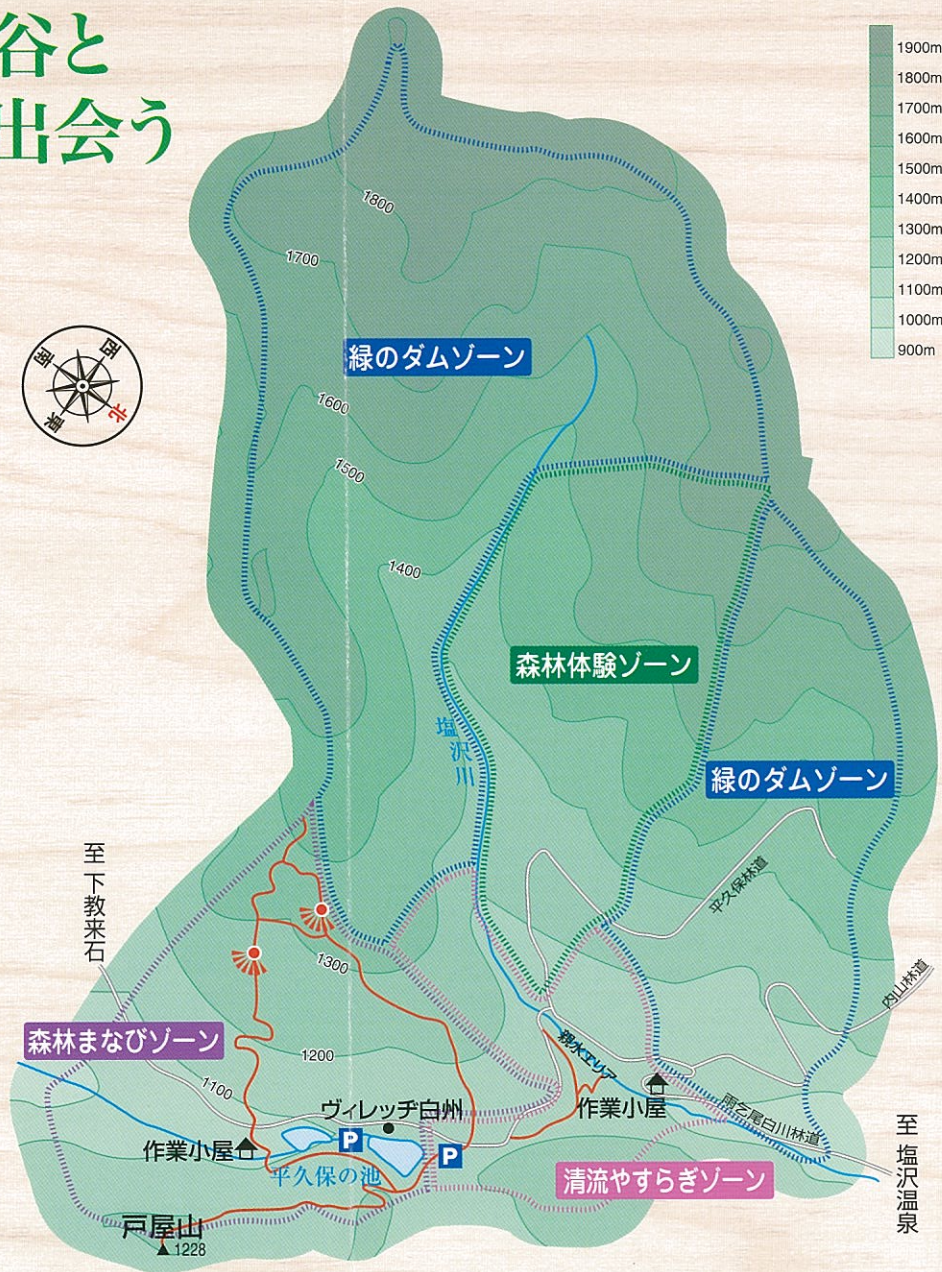 谷と
出会う
1900m
1800m
1700m
1600m
1500m
1400m
1300m
1200m
1100m
1000m
900m
西
南
北
東
1800
1700
緑のダムゾーン
1600
1500
1400
森林体験ゾーン
塩沢川
緑のダムゾーン
至 下教来石
平久保林道
1300
内山林道
森林まなびゾーン
1200
親水エリア
1100
ヴィレッヂ白州
作業小屋
雨乞尾白川林道
作業小屋
P
P
平久保の池
清流やすらぎゾーン
至 塩沢温泉
戸屋山
▲1228